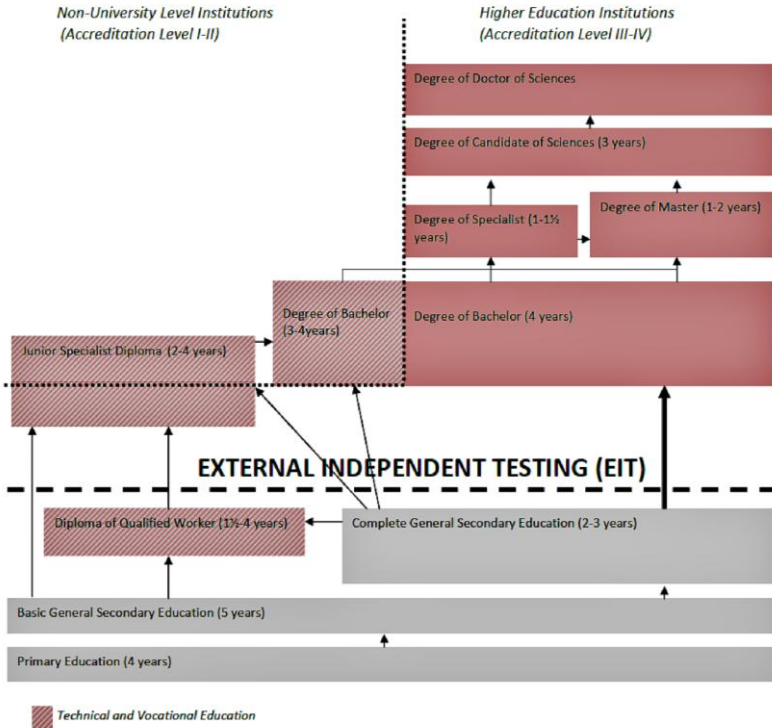 Non-University Level Institutions
(Accreditation Level I-II)
Higher Education Institutions
(Accreditation Level III-IV)
Degree of Doctor of Sciences
Degree of Candidate of Sciences (3 years)
Degree of Specialist (1-1½
years)
Degree of Master (1-2 years)
Degree of Bachelor
(3-4years)
Degree of Bachelor (4 years)
Junior Specialist Diploma (2-4 years)
EXTERNAL INDEPENDENT TESTING (EIT)
Diploma of Qualified Worker (1½-4 years)
Complete General Secondary Education (2-3 years)
Basic General Secondary Education (5 years)
Primary Education (4 years)
Technical and Vocational Education